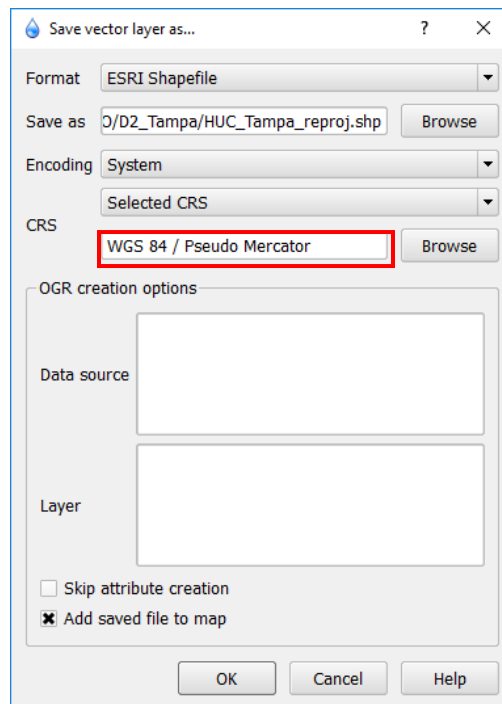 Save vector layer as...
?
Format ESRI Shapefile
Save as O/D2_Tampa/HUC_Tampa_reproj.shp Browse
Encoding System
Selected CRS
CRS
WGS 84 / Pseudo Mercator Browse
OGR creation options
Data source
Layer
Skip attribute creation
Add saved file to map
OK Cancel Help